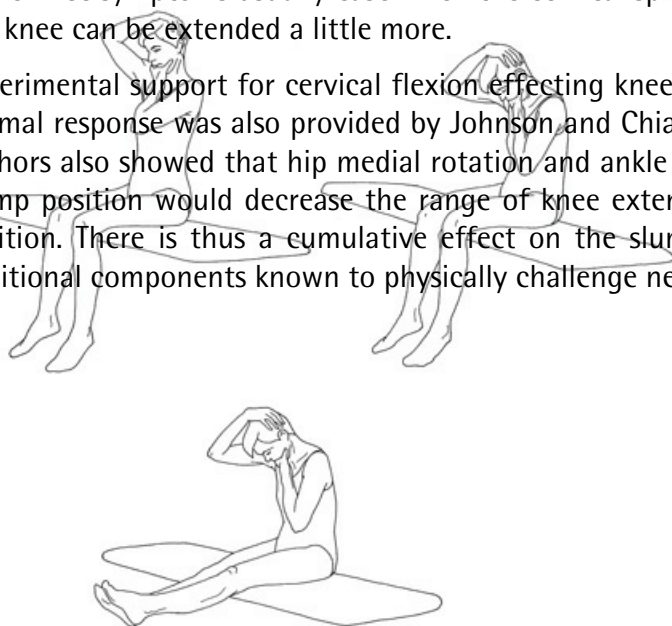 knee can be extended a little more.
erimental support for cervical flexion effecting knee
mal response was also provided by Johnson and Chia
hors also showed that hip medial rotation and ankle
mp position would decrease the range of knee exter
ition. There is thus a cumulative effect on the slur
itional components known to physically challenge ne